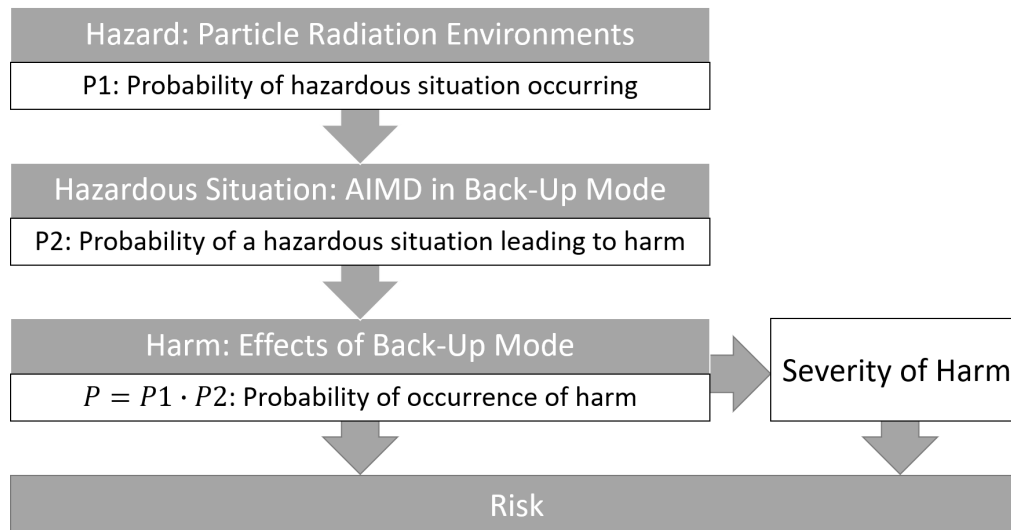 Hazard: Particle Radiation Environments
P1: Probability of hazardous situation occurring
Hazardous Situation: AIMD in Back-Up Mode
P2: Probability of a hazardous situation leading to harm
Harm: Effects of Back-Up Mode
P = P1 · P2: Probability of occurrence of harm
Severity of Harm
Risk